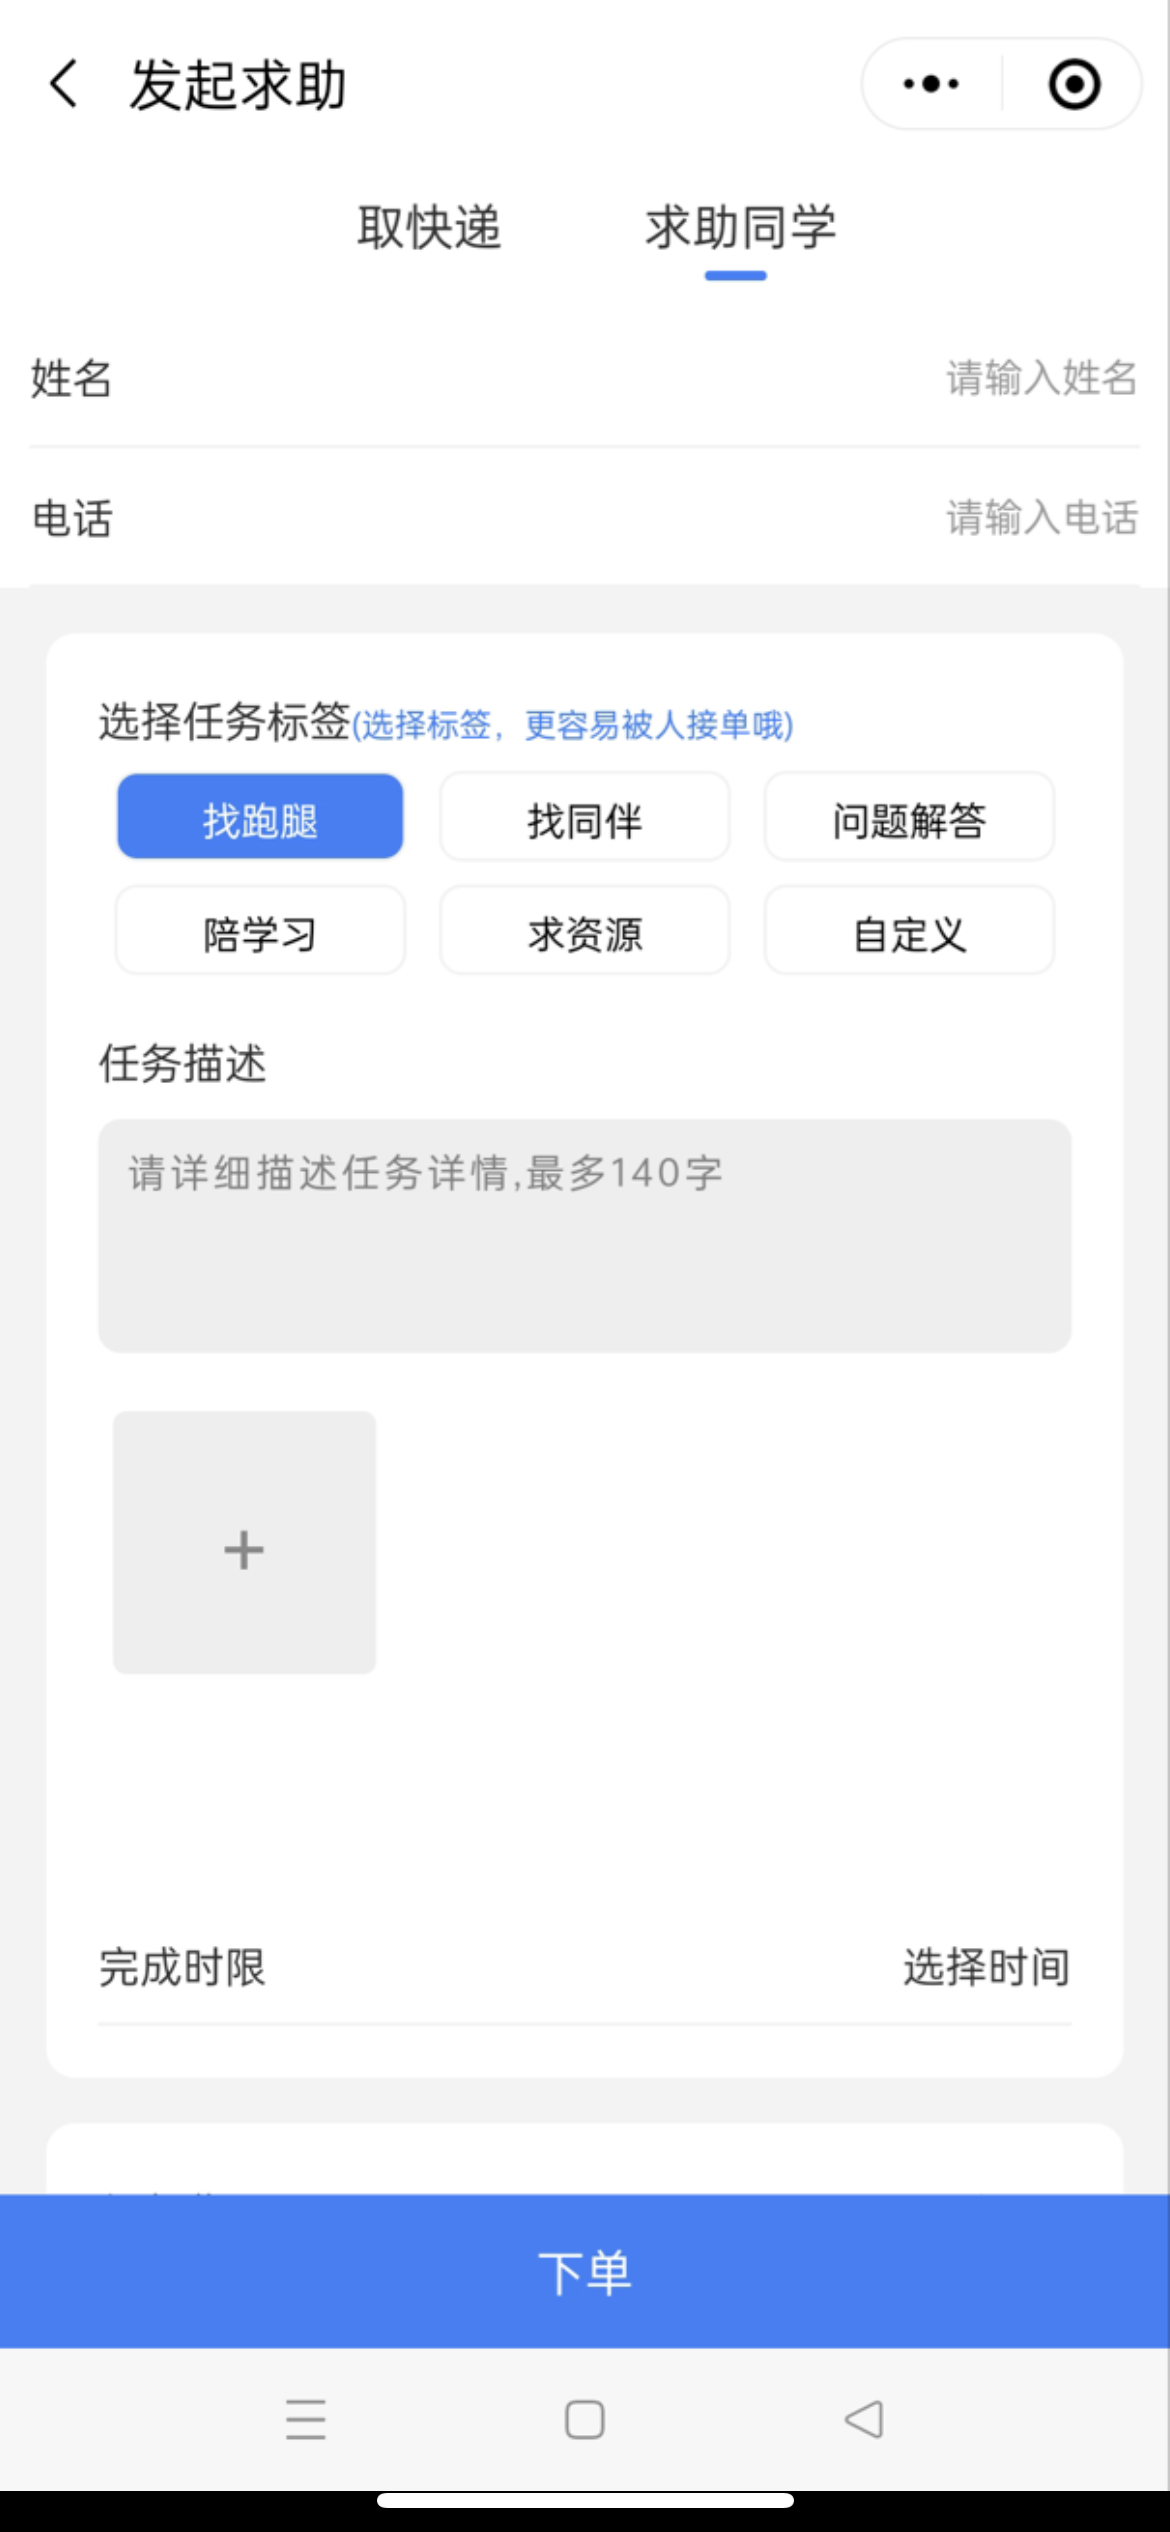 发起求助
取快递 求助同学
姓名 请输入姓名
电话 请输入电话
选择任务标签(选择标签，更容易被人接单哦)
找跑腿 找同伴 问题解答
陪学习 求资源 自定义
任务描述
请详细描述任务详情,最多140字
完成时限 选择时间
下单